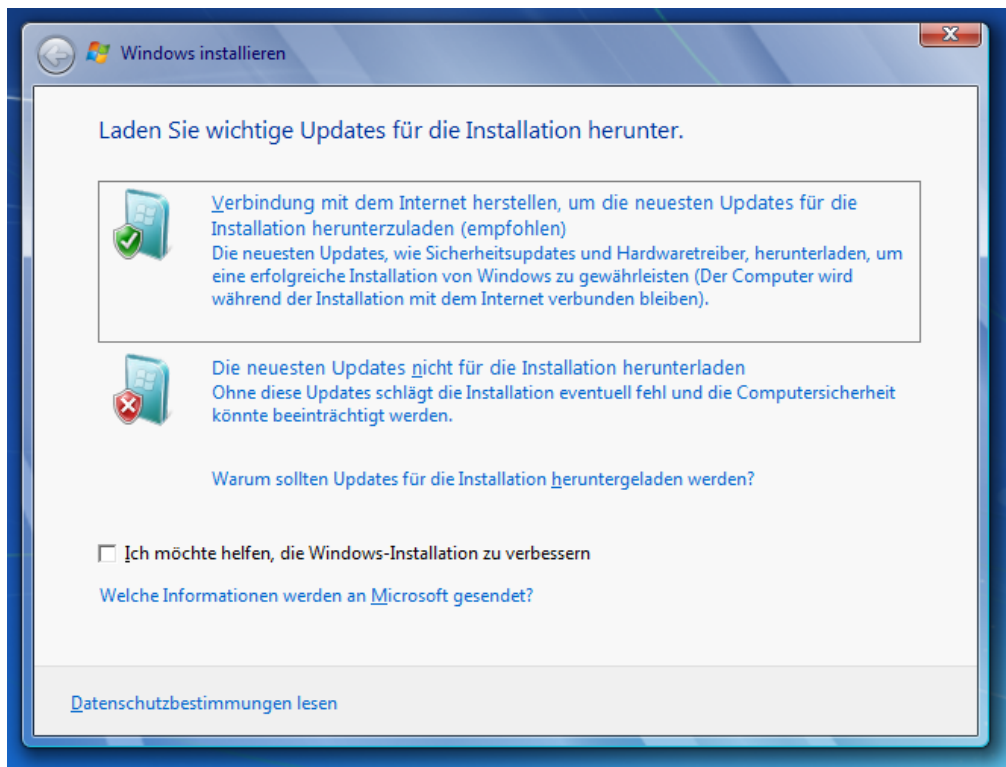 Windows installieren
Laden Sie wichtige Updates für die Installation herunter.
Verbindung mit dem Internet herstellen, um die neuesten Updates für die
Installation herunterzuladen (empfohlen)
Die neuesten Updates, wie Sicherheitsupdates und Hardwaretreiber, herunterladen, um
eine erfolgreiche Installation von Windows zu gewährleisten (Der Computer wird
während der Installation mit dem Internet verbunden bleiben).
Die neuesten Updates nicht für die Installation herunterladen
Ohne diese Updates schlägt die Installation eventuell fehl und die Computersicherheit
könnte beeinträchtigt werden.
Warum sollten Updates für die Installation heruntergeladen werden?
Ich möchte helfen, die Windows-Installation zu verbessern
Welche Informationen werden an Microsoft gesendet?
Datenschutzbestimmungen lesen